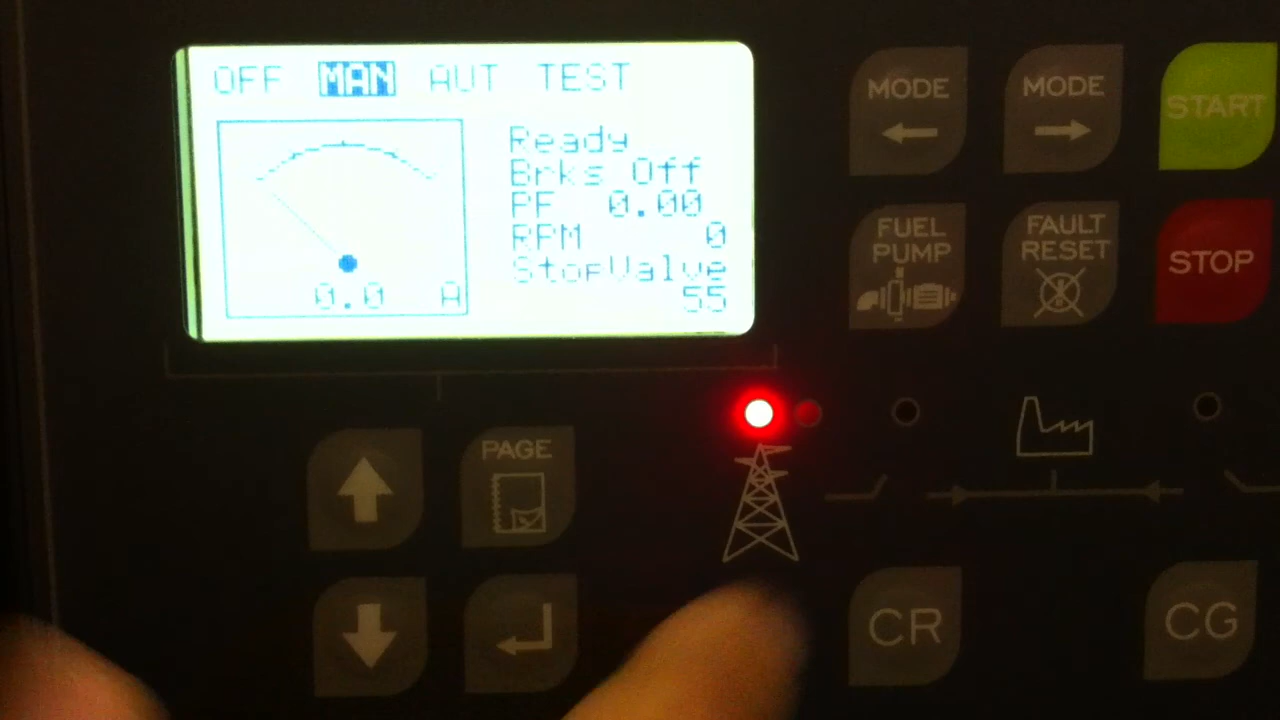 OFF MAN AUT TEST
Ready
Brks Off
PF 0.00
RPM 0
StopValve
55
0.0 A
MODE
MODE
START
FUEL
PUMP
FAULT
RESET
STOP
PAGE
CR
CG